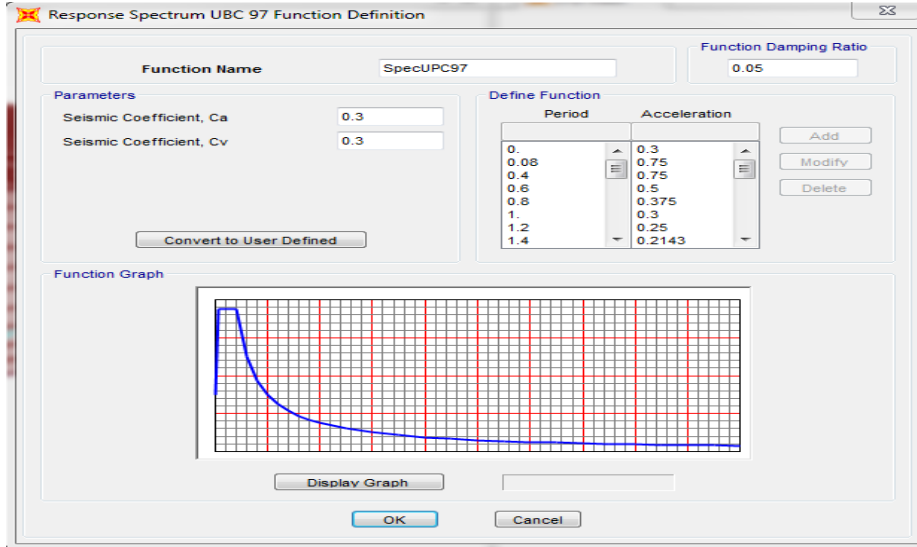 Response Spectrum UBC 97 Function Definition
Function Damping Ratio
Function Name SpecUPC97 0.05
Parameters
Seismic Coefficient, Ca 0.3
Seismic Coefficient, Cv 0.3
Convert to User Defined
Define Function
Period Acceleration
0. 0.3
0.08 0.75
0.4 0.75
0.6 0.5
0.8 0.375
1. 0.3
1.2 0.25
1.4 0.2143
Add
Modify
Delete
Function Graph
Display Graph
OK Cancel